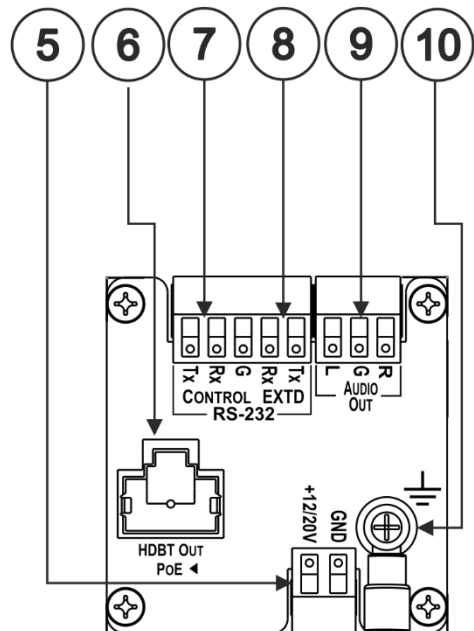 5 6 7 8 9 10
Tx Rx G Rx Tx L G R
CONTROL EXTD
RS-232
AUDIO
OUT
+12/20V GND
HDBT OUT
POE ◄